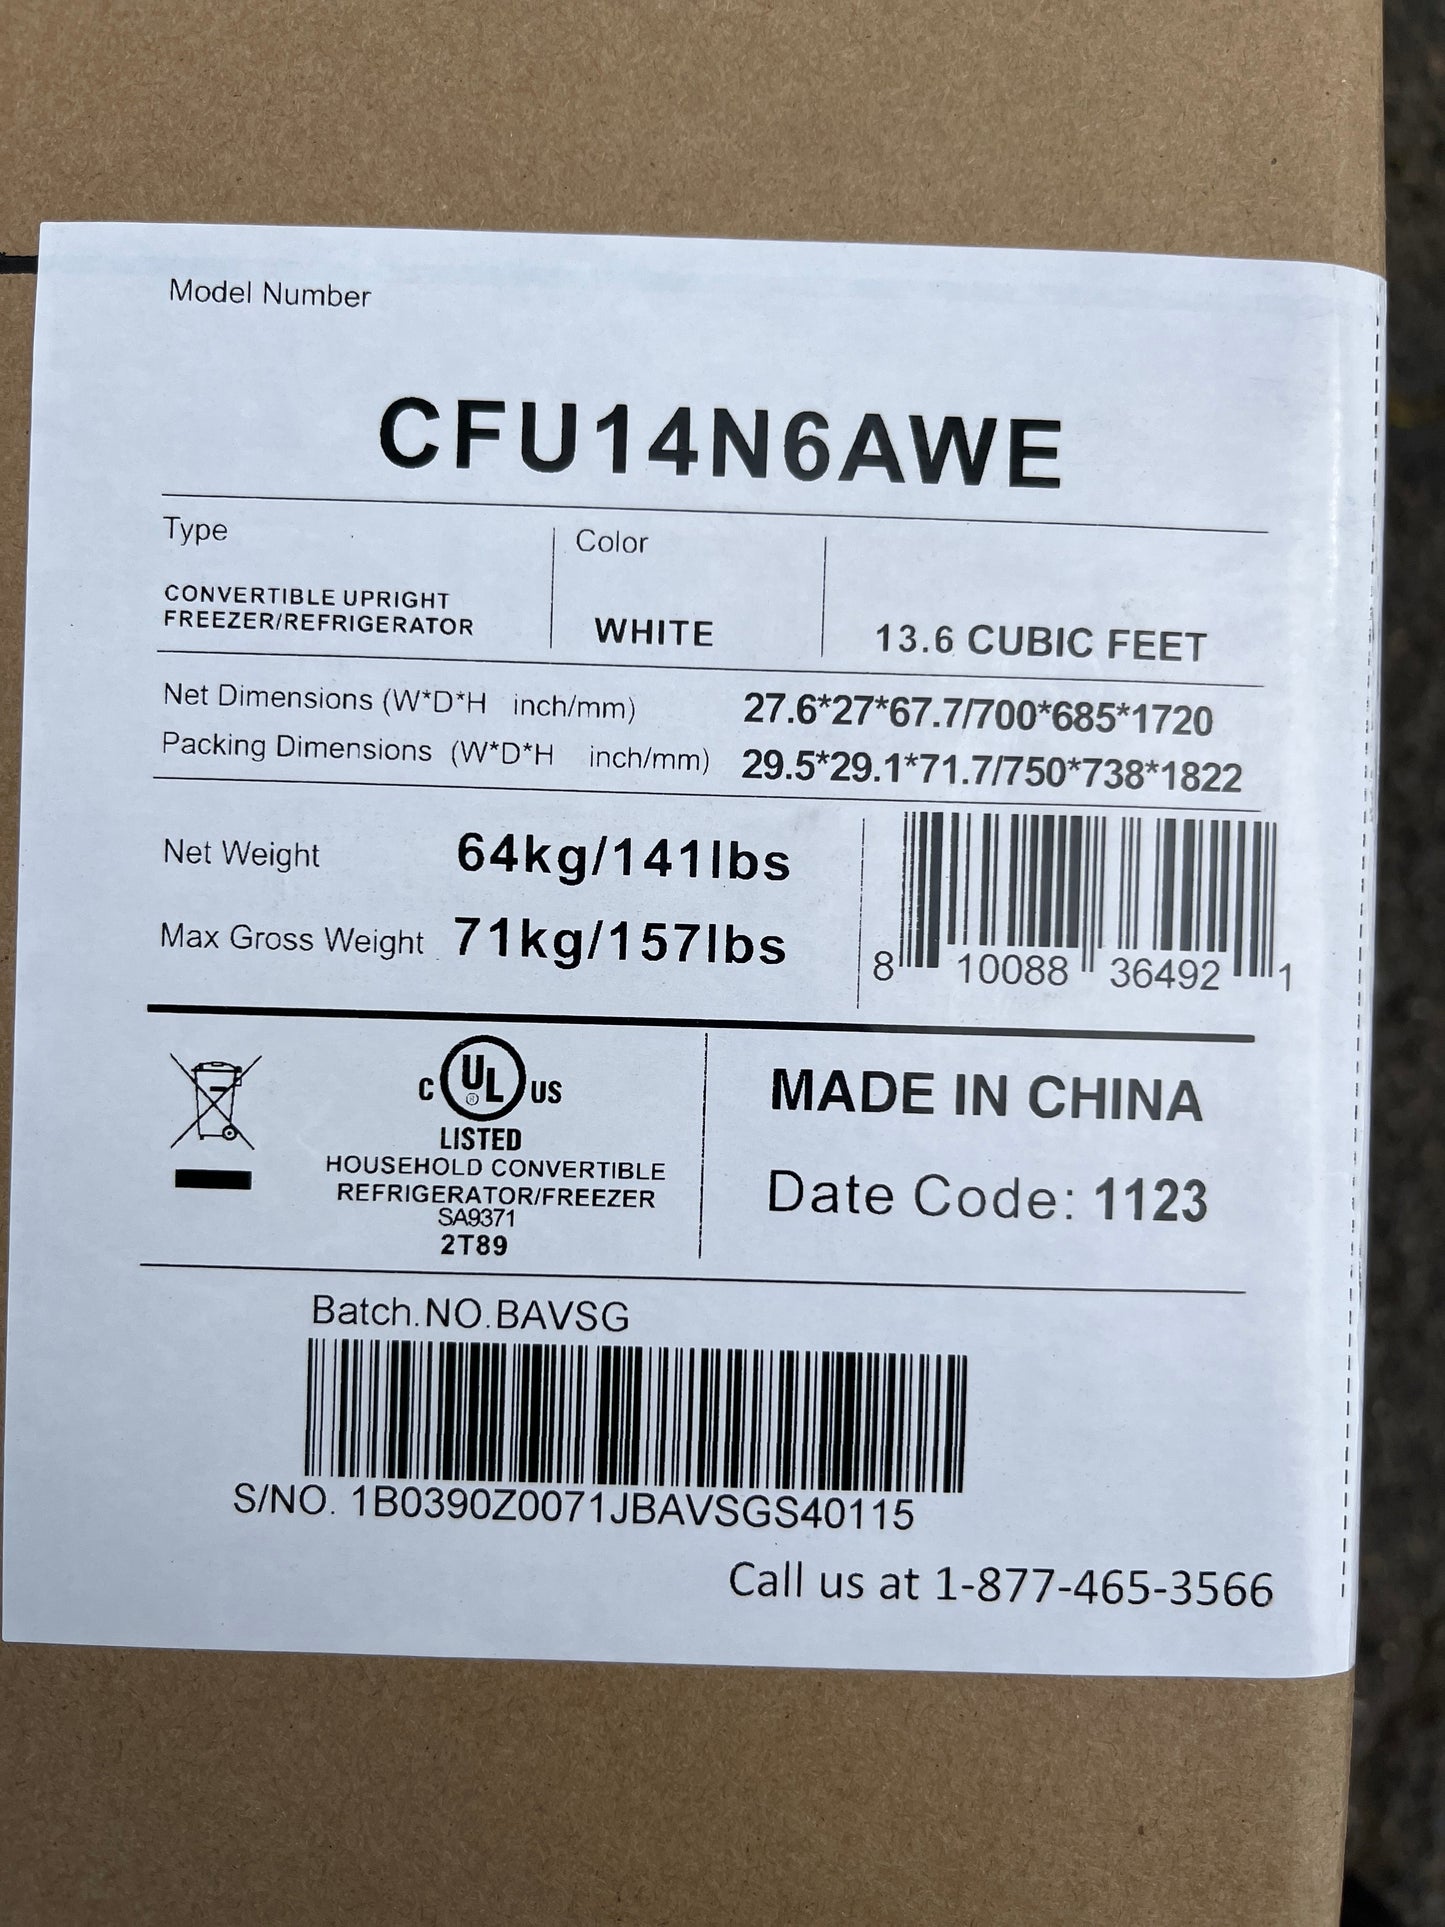 Model Number
CFU14N6AWE
Type
CONVERTIBLE UPRIGHT
FREEZER/REFRIGERATOR
Color
WHITE
13.6 CUBIC FEET
Net Dimensions (W*D*H inch/mm) 27.6*27*67.7/700*685*1720
Packing Dimensions (W*D*H inch/mm) 29.5*29.1*71.7/750*738*1822
Net Weight 64kg/141lbs
Max Gross Weight 71kg/157lbs
8 10088 36492 1
C UL ® US
LISTED
HOUSEHOLD CONVERTIBLE
REFRIGERATOR/FREEZER
SA9371
2T89
MADE IN CHINA
Date Code: 1123
Batch.NO.BAVSG
S/NO. 1B0390Z0071JBAVSGS40115
Call us at 1-877-465-3566